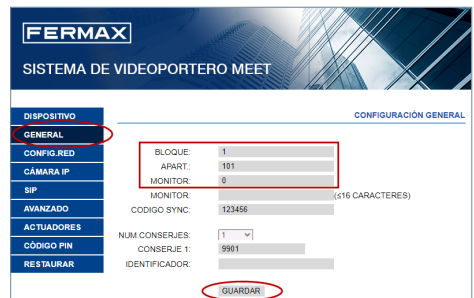 FERMAX
SISTEMA DE VIDEOPORTERO MEET
DISPOSITIVO
GENERAL
CONFIG.RED
CÁMARA IP
SIP
AVANZADO
ACTUADORES
CÓDIGO PIN
RESTAURAR
CONFIGURACIÓN GENERAL
BLOQUE: 1
APART.: 101
MONITOR: 0
MONITOR: (≤16 CARACTERES)
CODIGO SYNC: 123456
NUM.CONSERJES: 1
CONSERJE 1: 9901
IDENTIFICADOR:
GUARDAR